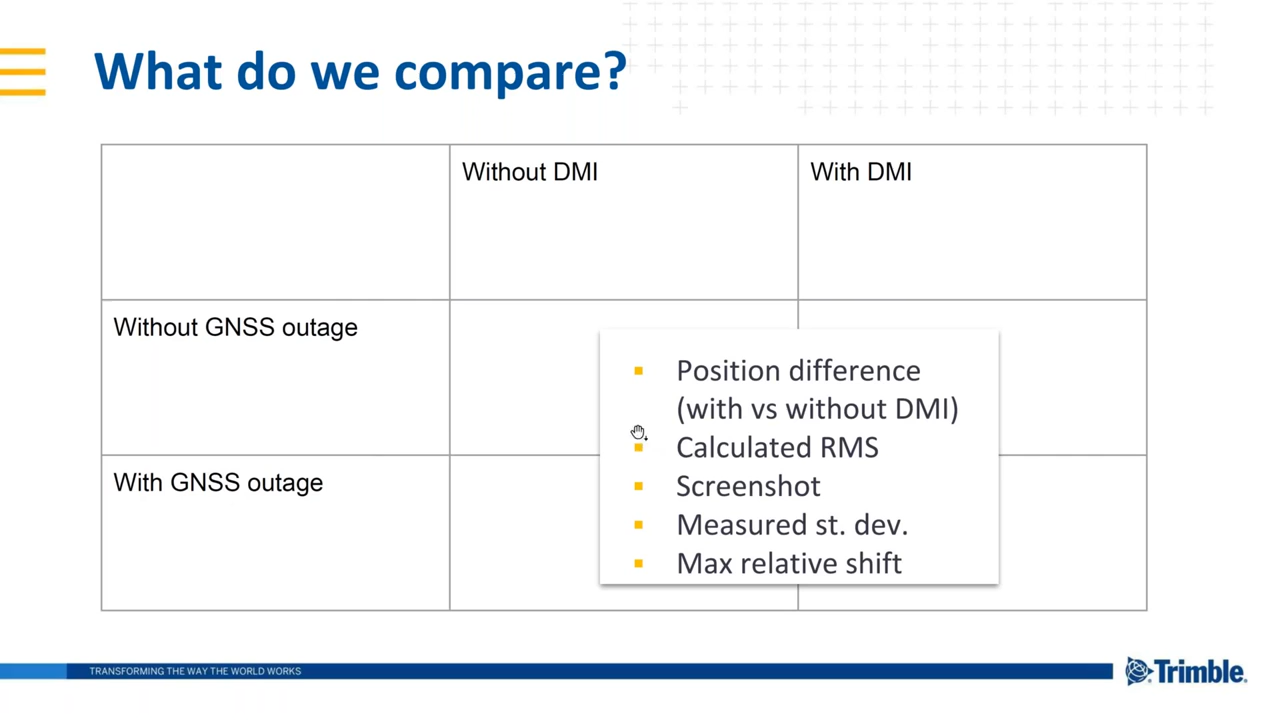 What do we compare?
Without DMI
With DMI
Without GNSS outage
With GNSS outage
Position difference
(with vs without DMI)
Calculated RMS
Screenshot
Measured st. dev.
Max relative shift
TRANSFORMING THE WAY THE WORLD WORKS
Trimble.